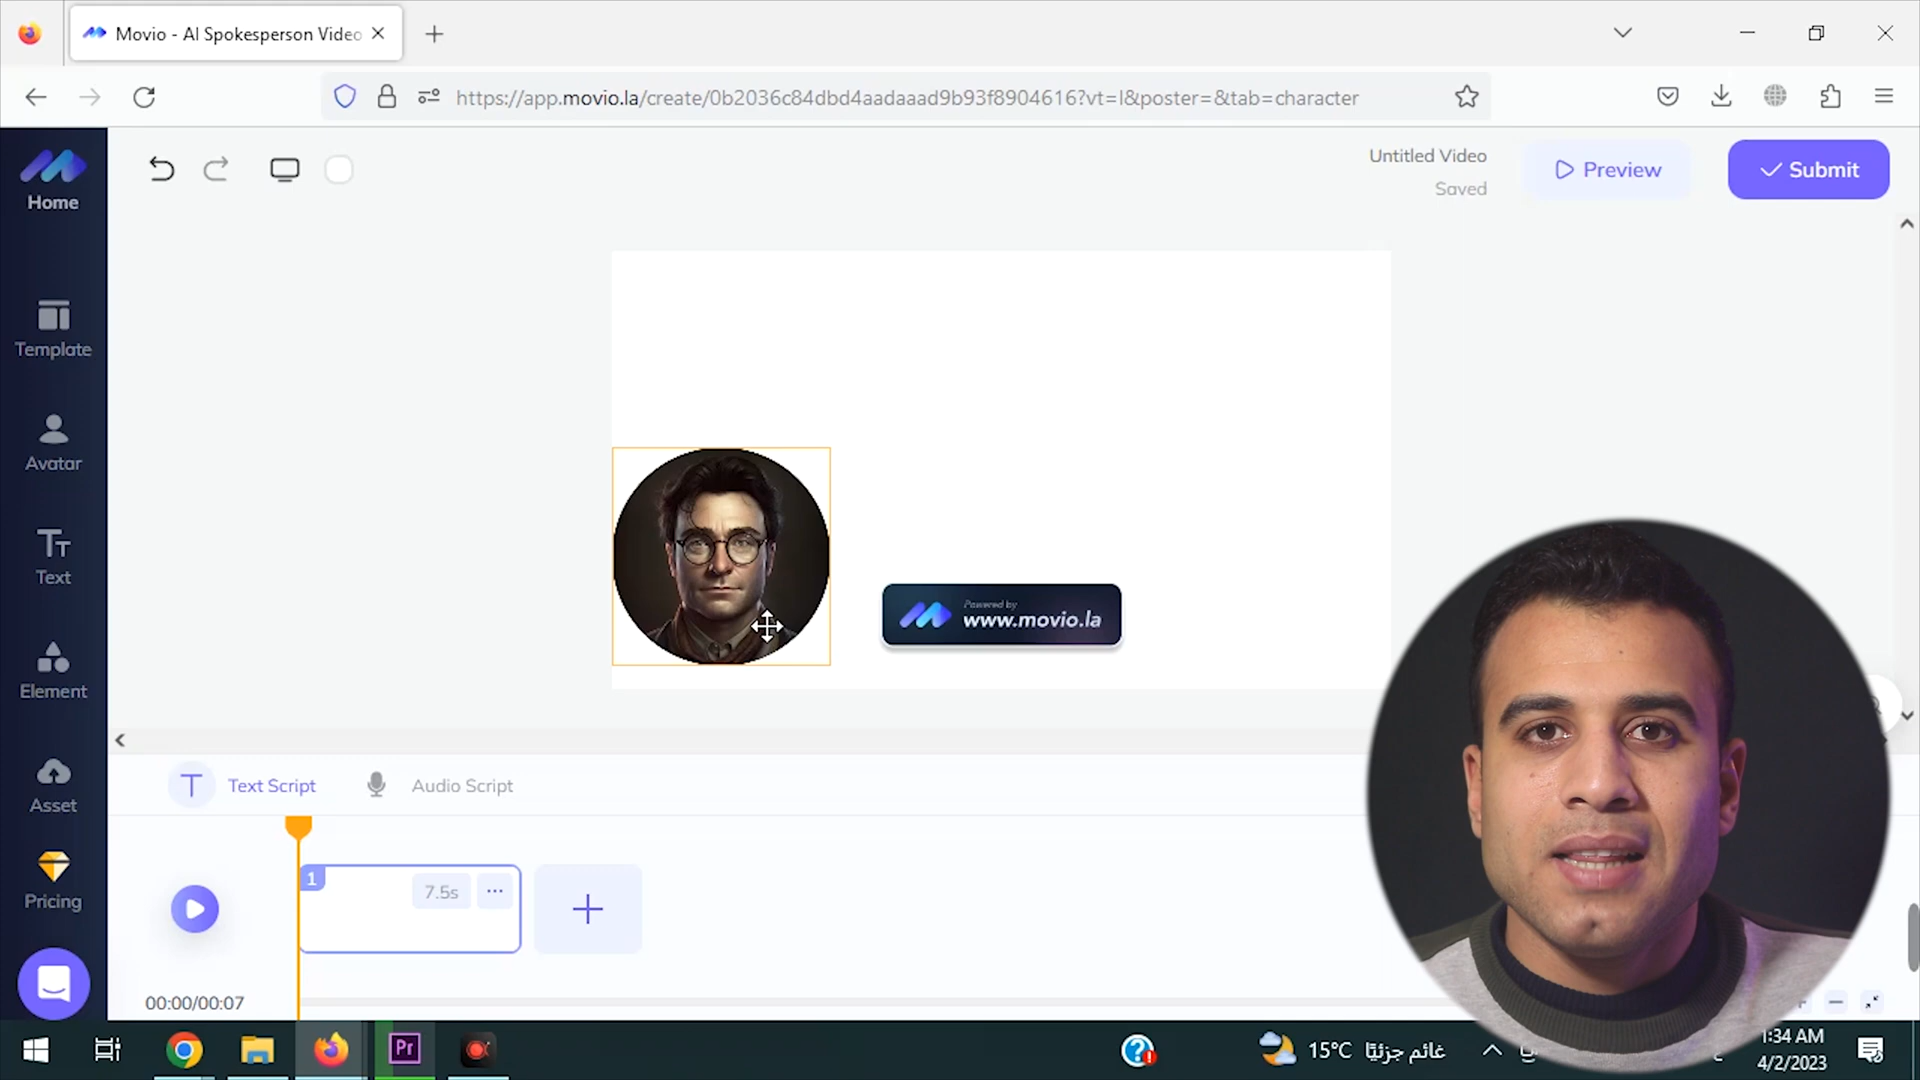 Movio - AI Spokesperson Video
https://app.movio.la/create/0b2036c84dbd4aadaaad9b93f8904616?vt=l&poster=&tab=character
Home
Untitled Video
Saved
Preview
Submit
Template
Avatar
Text
Element
Asset
Pricing
Powered by
www.movio.la
Text Script
Audio Script
1
7.5s
00:00/00:07
Pr
15°C
غائم جزئيًا
1:34 AM
4/2/2023